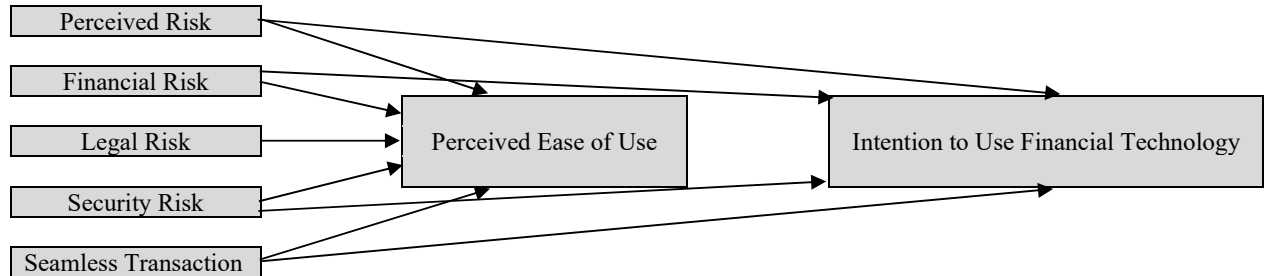 Perceived Risk
Financial Risk
Legal Risk
Security Risk
Seamless Transaction
Perceived Ease of Use
Intention to Use Financial Technology